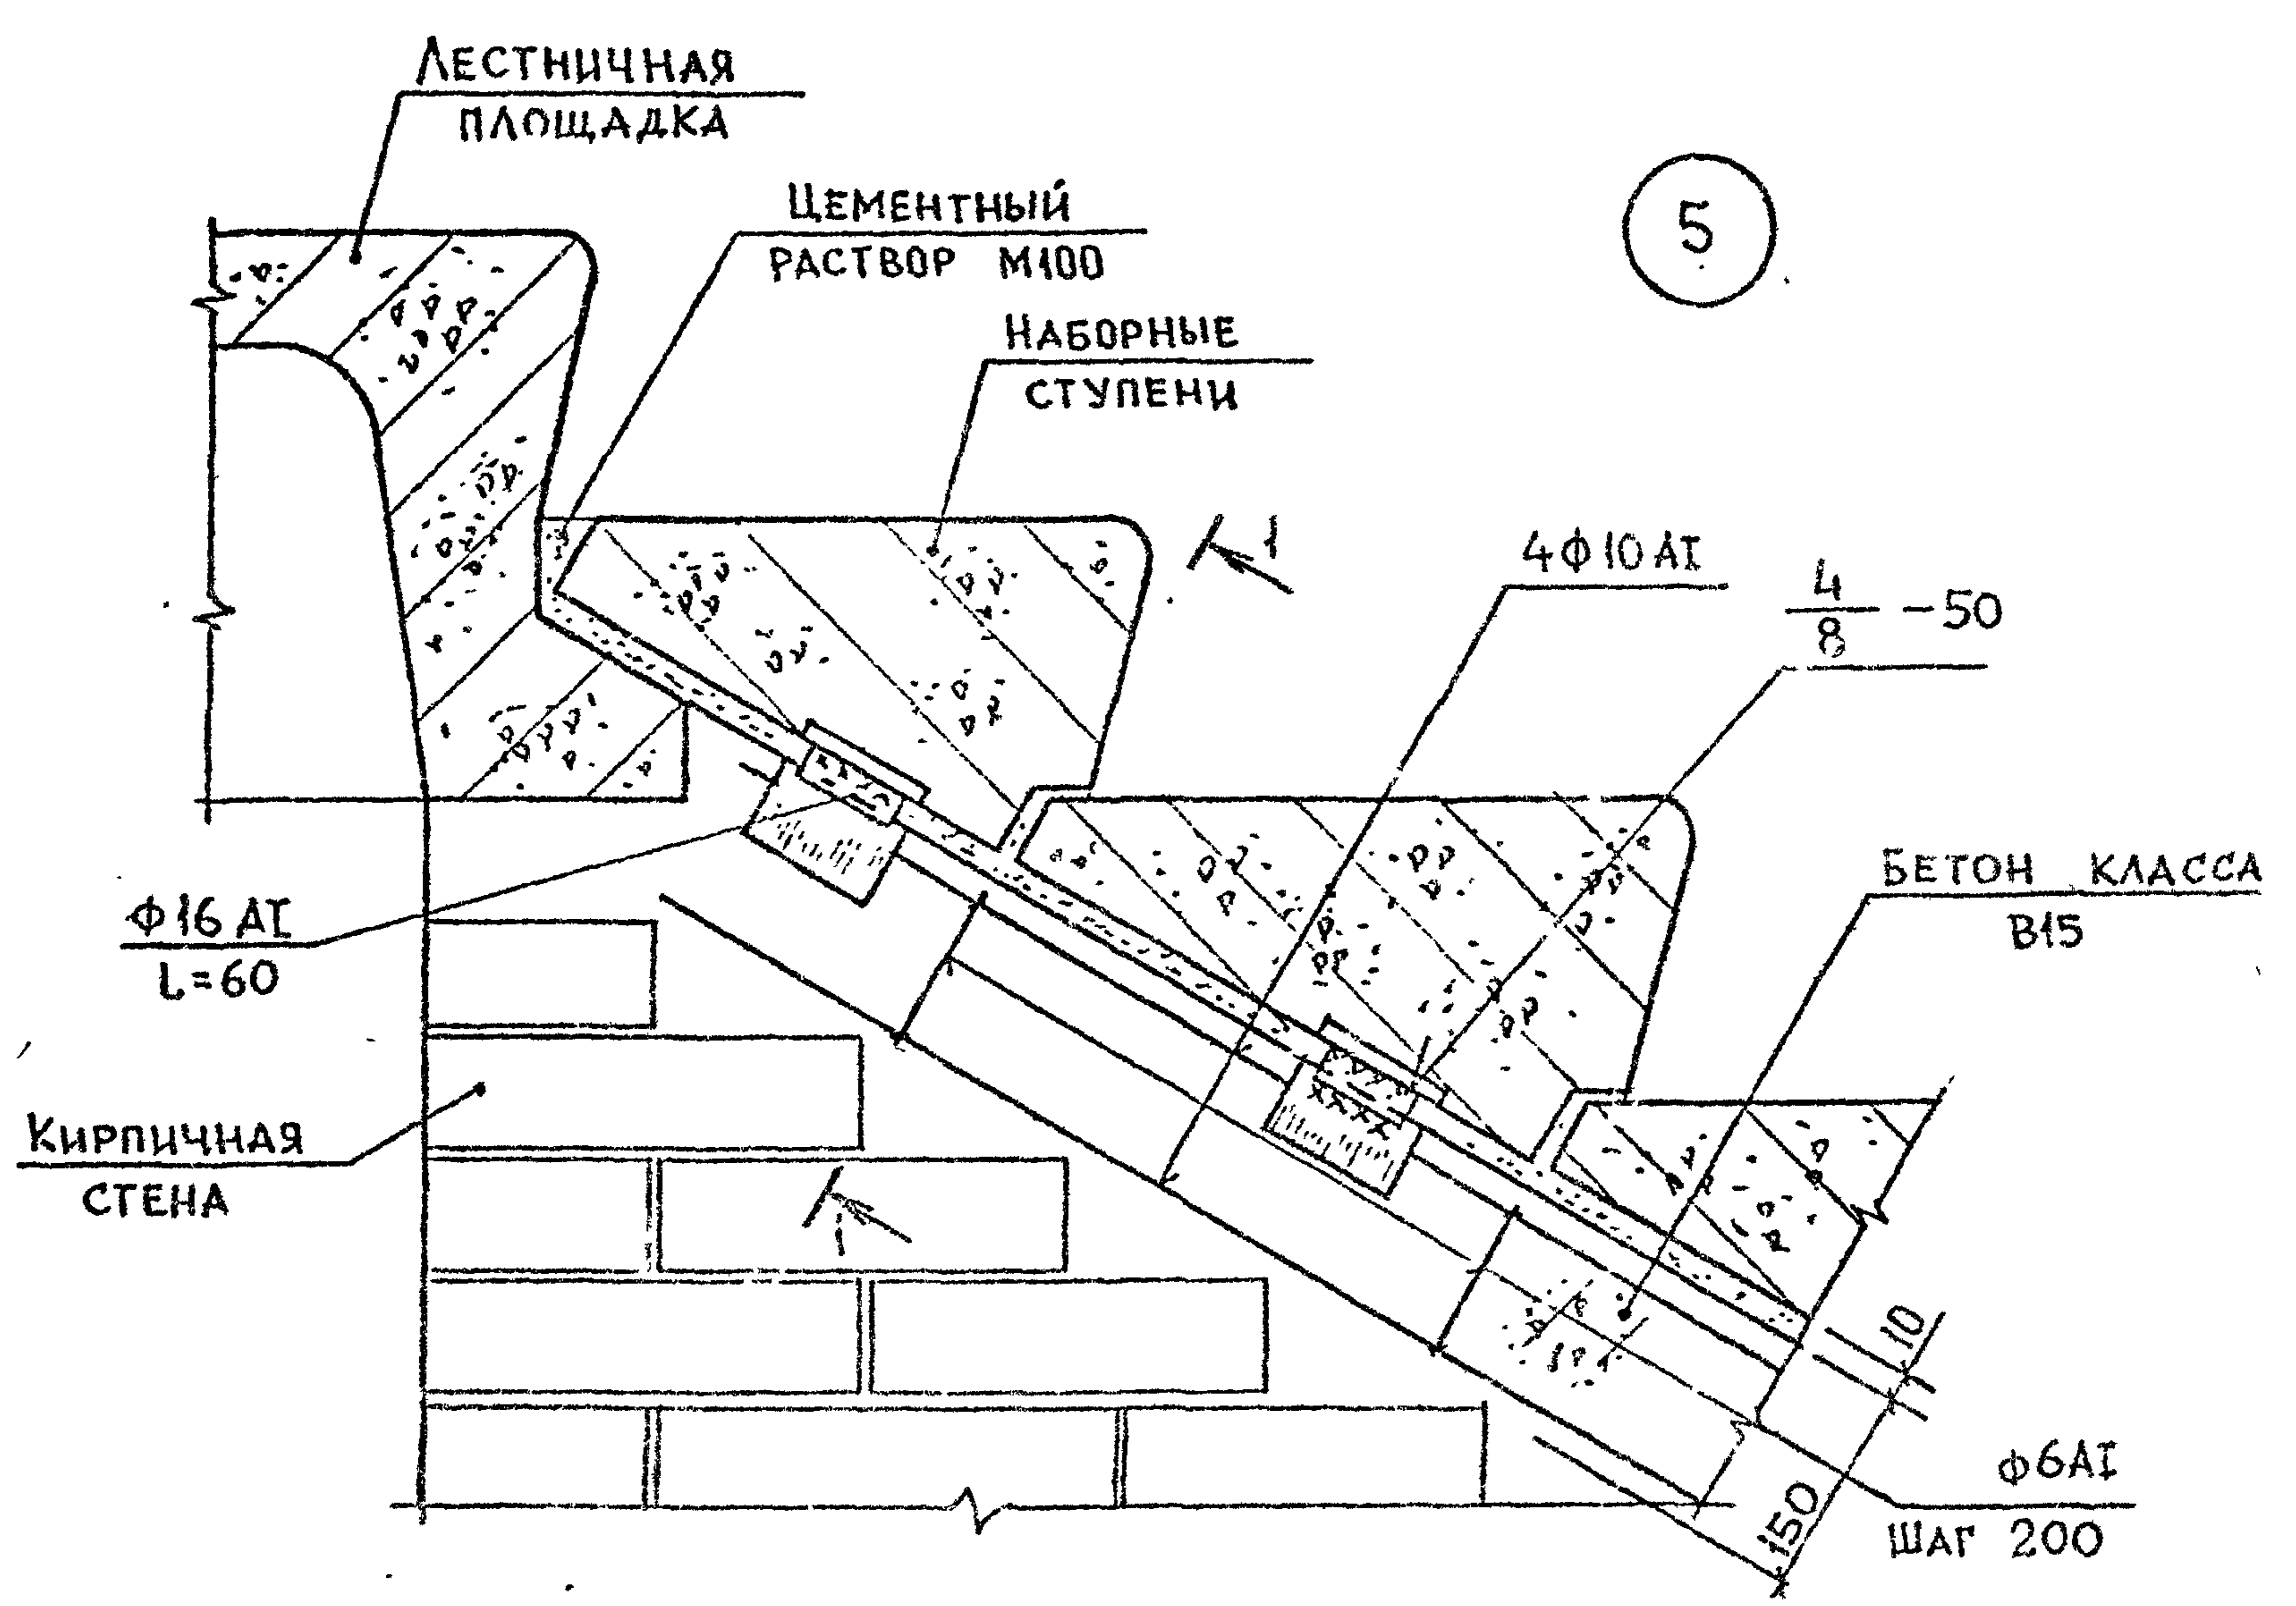 ЛЕСТНИЧНАЯ
ПЛОЩАДКА
ЦЕМЕНТНЫЙ
РАСТВОР М100
5
НАБОРНЫЕ
СТУПЕНИ
1
4Ф10АI
4
8
-50
БЕТОН КЛАССА
В15
Ф16АI
L=60
КИРПИЧНАЯ
СТЕНА
1
10
150
Ф6АI
ШАГ 200